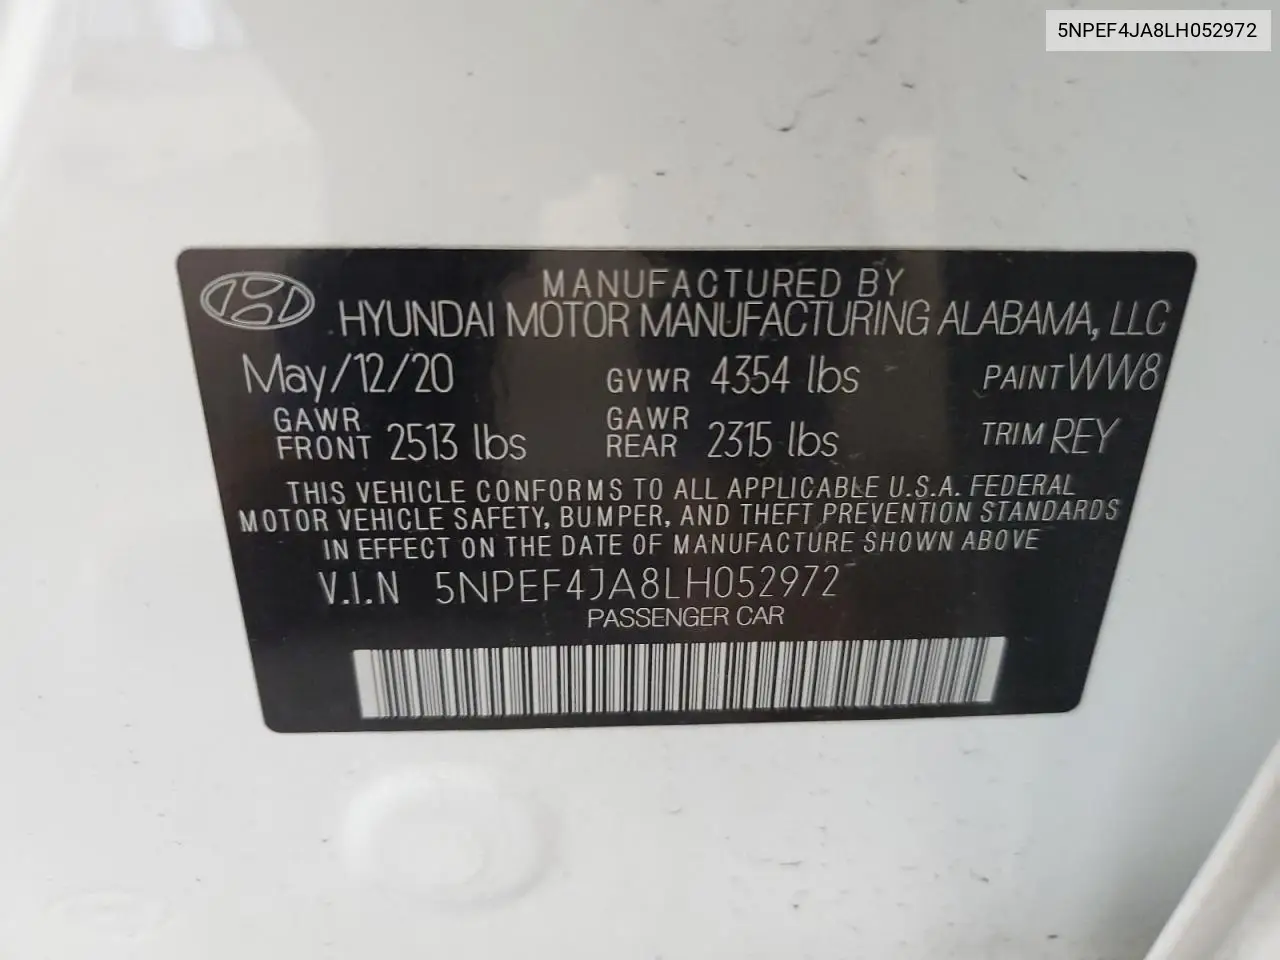 5NPEF4JA8LH052972
MANUFACTURED BY
HYUNDAI MOTOR MANUFACTURING ALABAMA, LLC
May/12/20 GVWR 4354 lbs PAINT WW8
GAWR FRONT 2513 lbs GAWR REAR 2315 lbs TRIM REY
THIS VEHICLE CONFORMS TO ALL APPLICABLE U.S.A. FEDERAL
MOTOR VEHICLE SAFETY, BUMPER, AND THEFT PREVENTION STANDARDS
IN EFFECT ON THE DATE OF MANUFACTURE SHOWN ABOVE
V.I.N 5NPEF4JA8LH052972
PASSENGER CAR